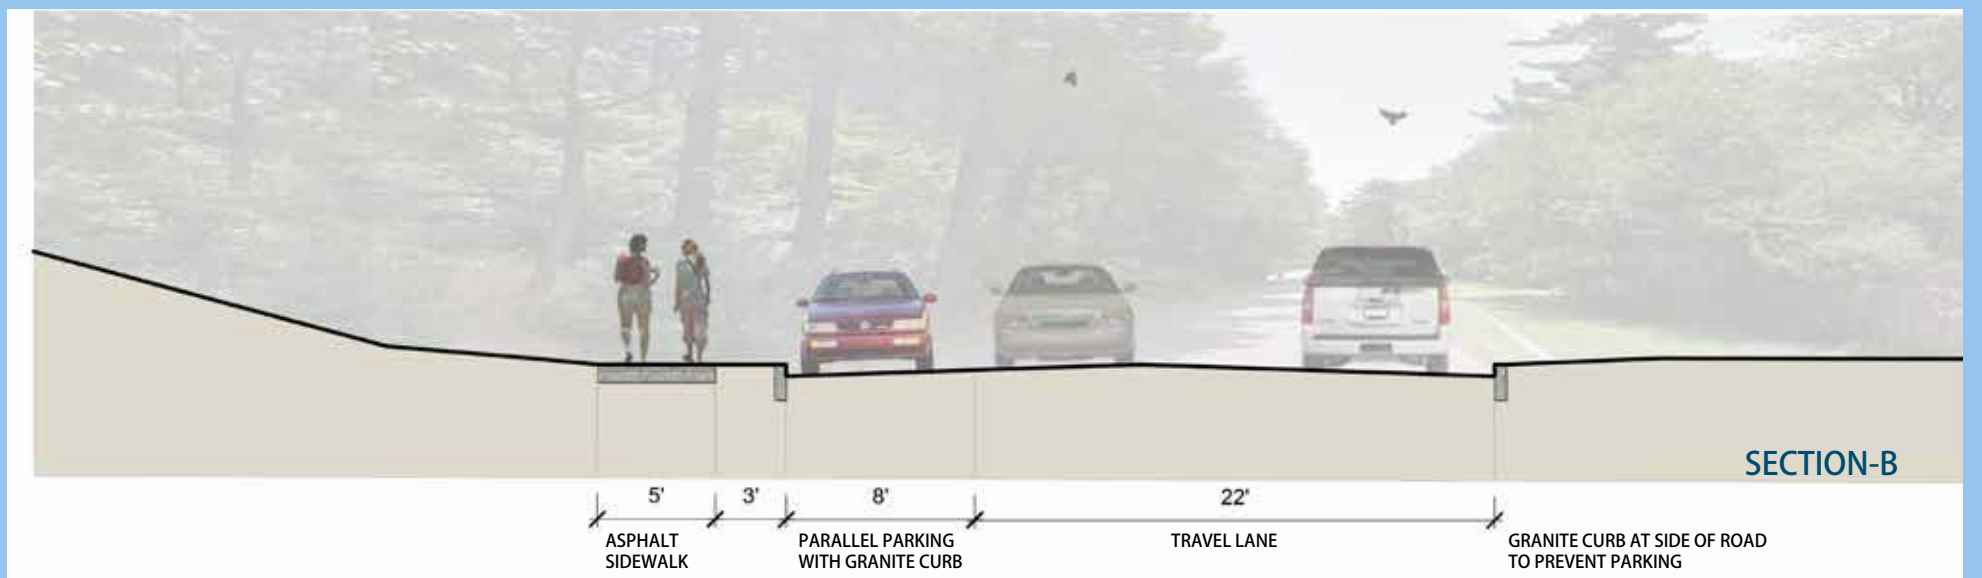 SECTION-B
5'
3'
8'
22'
ASPHALT
SIDEWALK
PARALLEL PARKING
WITH GRANITE CURB
TRAVEL LANE
GRANITE CURB AT SIDE OF ROAD
TO PREVENT PARKING